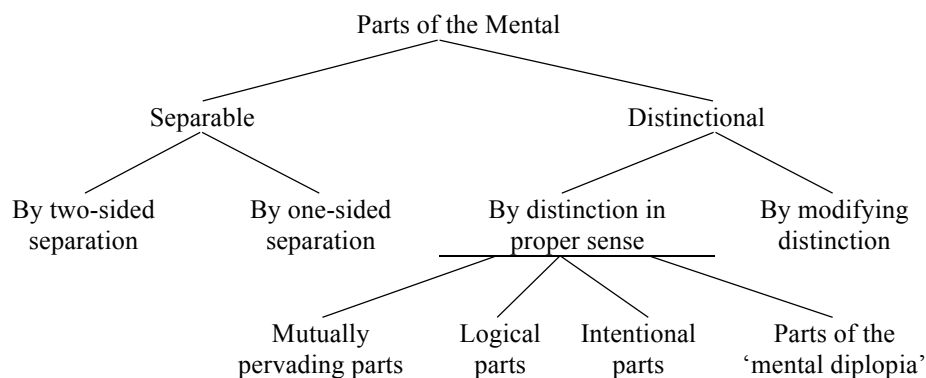 Parts of the Mental
Separable
Distinctional
By two-sided
separation
By one-sided
separation
By distinction in
proper sense
By modifying
distinction
Mutually
pervading parts
Logical
parts
Intentional
parts
Parts of the
‘mental diplopia’